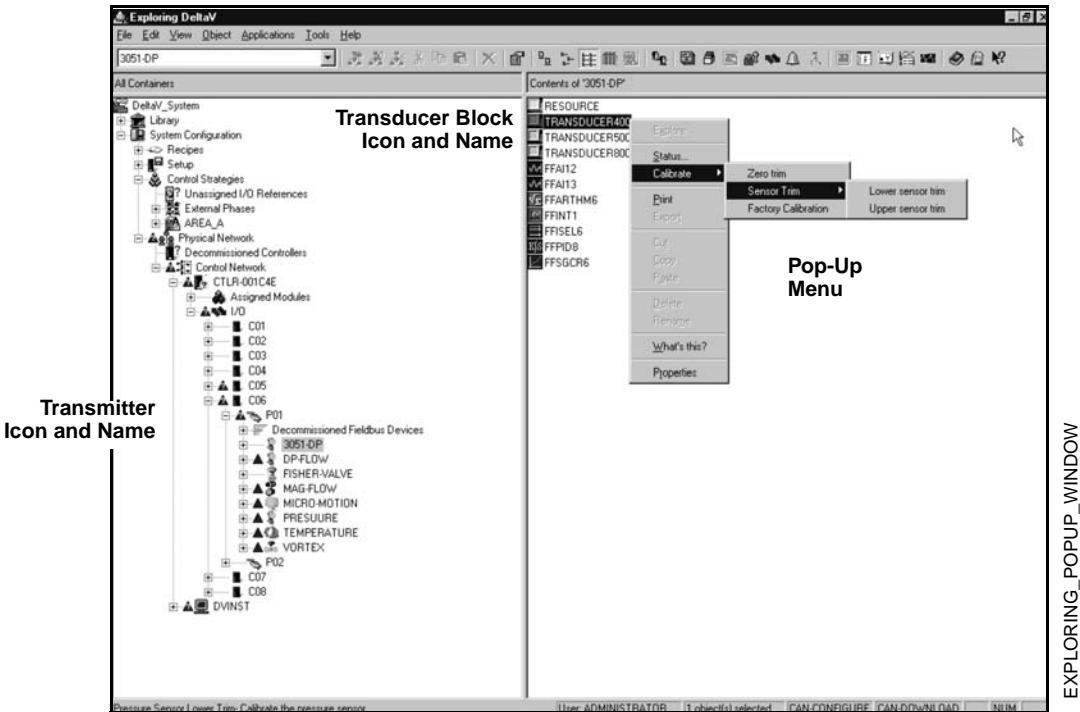 Exploring DeltaV
File Edit View Object Applications Tools Help
3051-DP
All Containers
Contents of '3051-DP'
DeltaV_System
Library
System Configuration
Recipes
Setup
Control Strategies
Unassigned I/O References
External Phases
AREA_A
Physical Network
Decommissioned Controllers
Control Network
CTLR-001C4E
Assigned Modules
I/O
C01
C02
C03
C04
C05
C06
P01
Decommissioned Fieldbus Devices
3051-DP
DP-FLOW
FISHER-VALVE
MAG-FLOW
MICRO-MOTION
PRESUURE
TEMPERATURE
VORTEX
P02
C07
C08
DVINST
Transducer Block
Icon and Name
Transmitter
Icon and Name
RESOURCE
TRANSDUCER400
TRANSDUCER500
TRANSDUCER800
FFAI12
FFAI13
FFARTHM6
FFINT1
FFISEL6
FFPID8
FFSGCR6
Explore
Status...
Calibrate
Print
Export
Cut
Copy
Paste
Delete
Rename
What's this?
Properties
Zero trim
Sensor Trim
Factory Calibration
Lower sensor trim
Upper sensor trim
Pop-Up
Menu
Pressure Sensor Lower Trim- Calibrate the pressure sensor
User: ADMINISTRATOR 1 object(s) selected CAN-CONFIGURE CAN-DOWNLOAD NUM
EXPLORING_POPUP_WINDOW